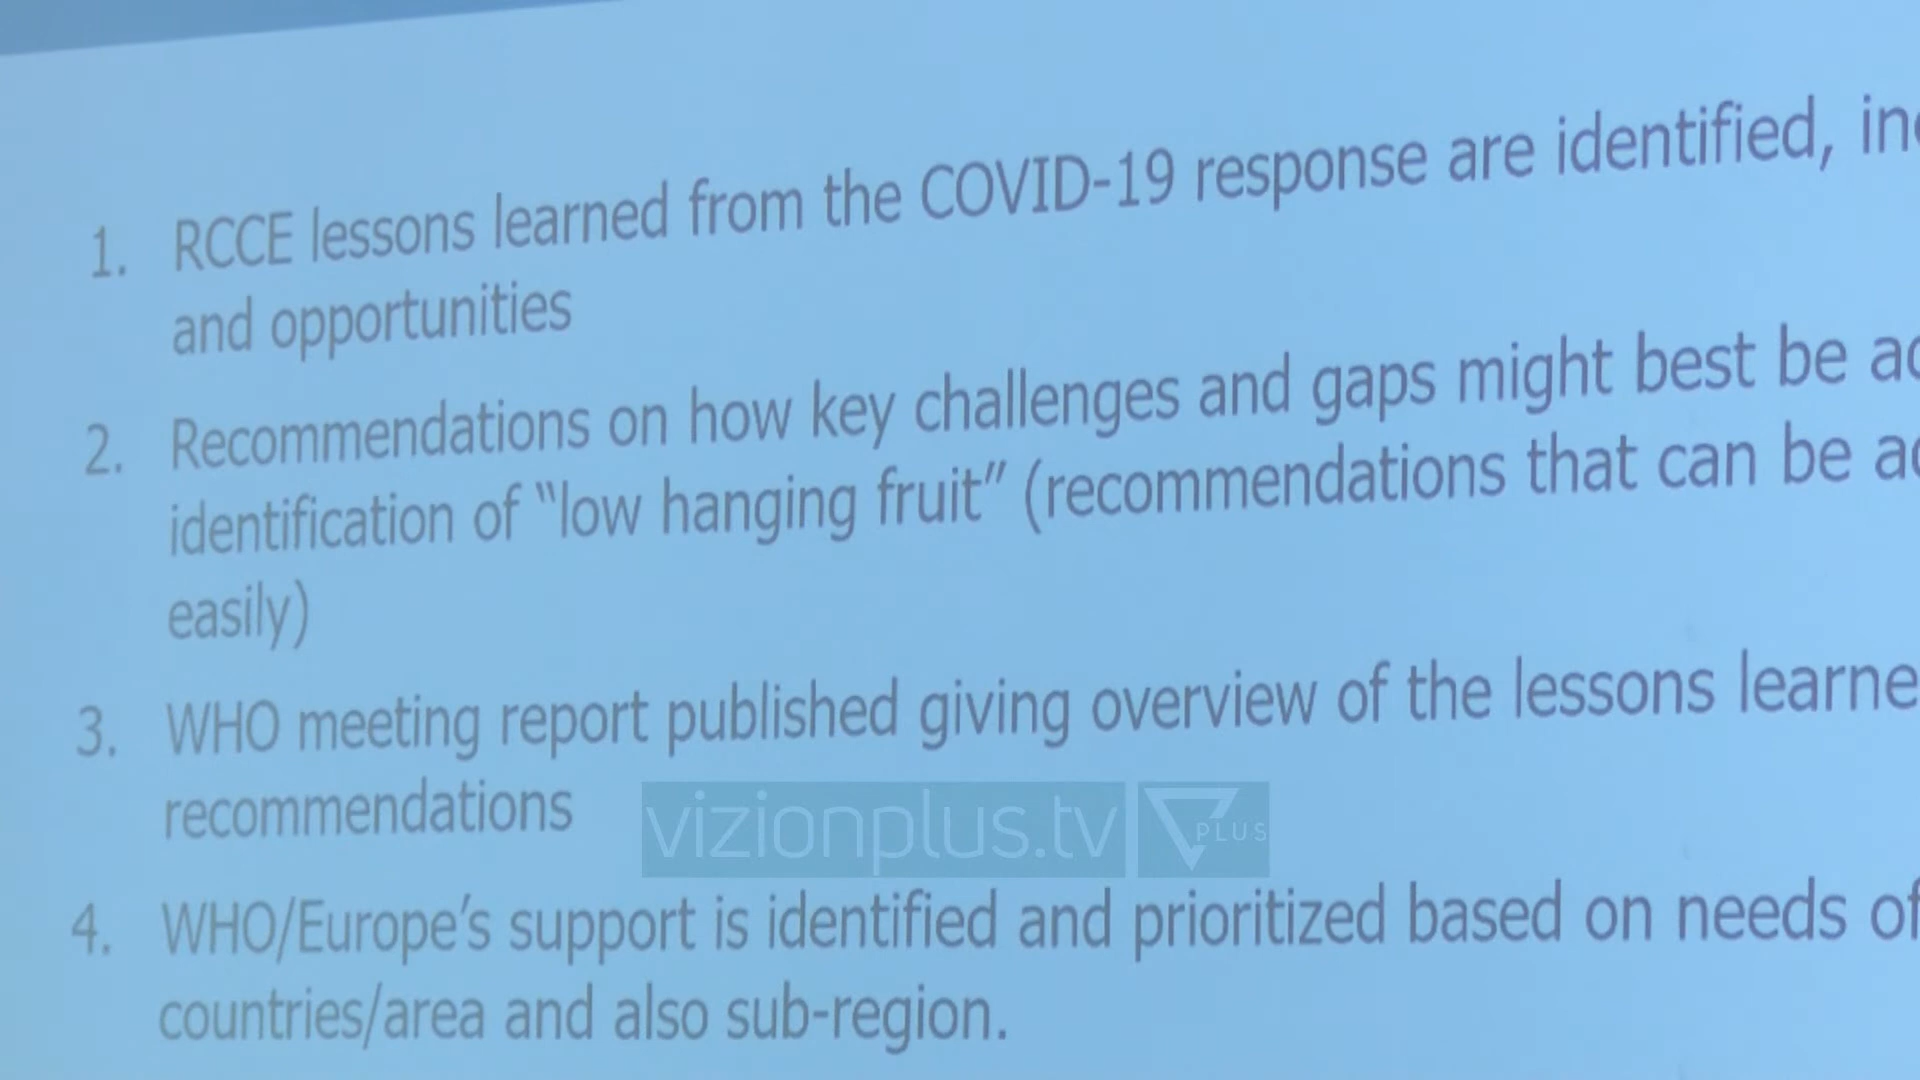 1. RCCE lessons learned from the COVID-19 response are identified,
and opportunities
2. Recommendations on how key challenges and gaps might best be
identification of “low hanging fruit” (recommendations that can be
easily)
3. WHO meeting report published giving overview of the lessons learne
recommendations
vizionplus.tv PLUS
4. WHO/Europe’s support is identified and prioritized based on needs of
countries/area and also sub-region.